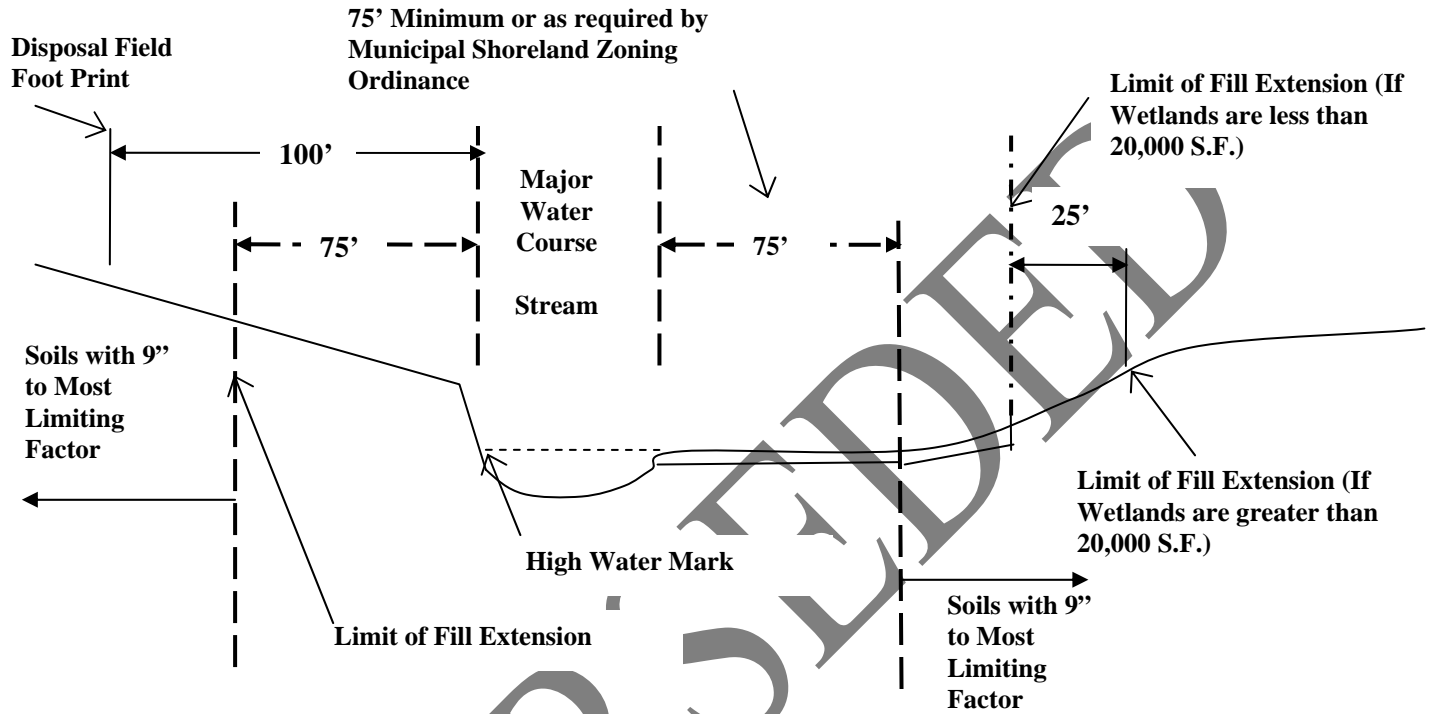 75’ Minimum or as required by
Municipal Shoreland Zoning
Ordinance
Disposal Field
Foot Print
Limit of Fill Extension (If
Wetlands are less than
20,000 S.F.)
100’
Major
Water
Course
Stream
25’
75’
75’
Soils with 9”
to Most
Limiting
Factor
High Water Mark
Limit of Fill Extension (If
Wetlands are greater than
20,000 S.F.)
Limit of Fill Extension
Soils with 9”
to Most
Limiting
Factor
SEDED